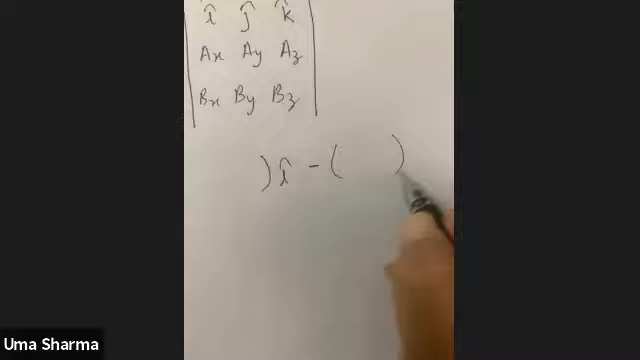 î ĵ k̂
Ax Ay Az
Bx By Bz
) î - ( )
Uma Sharma